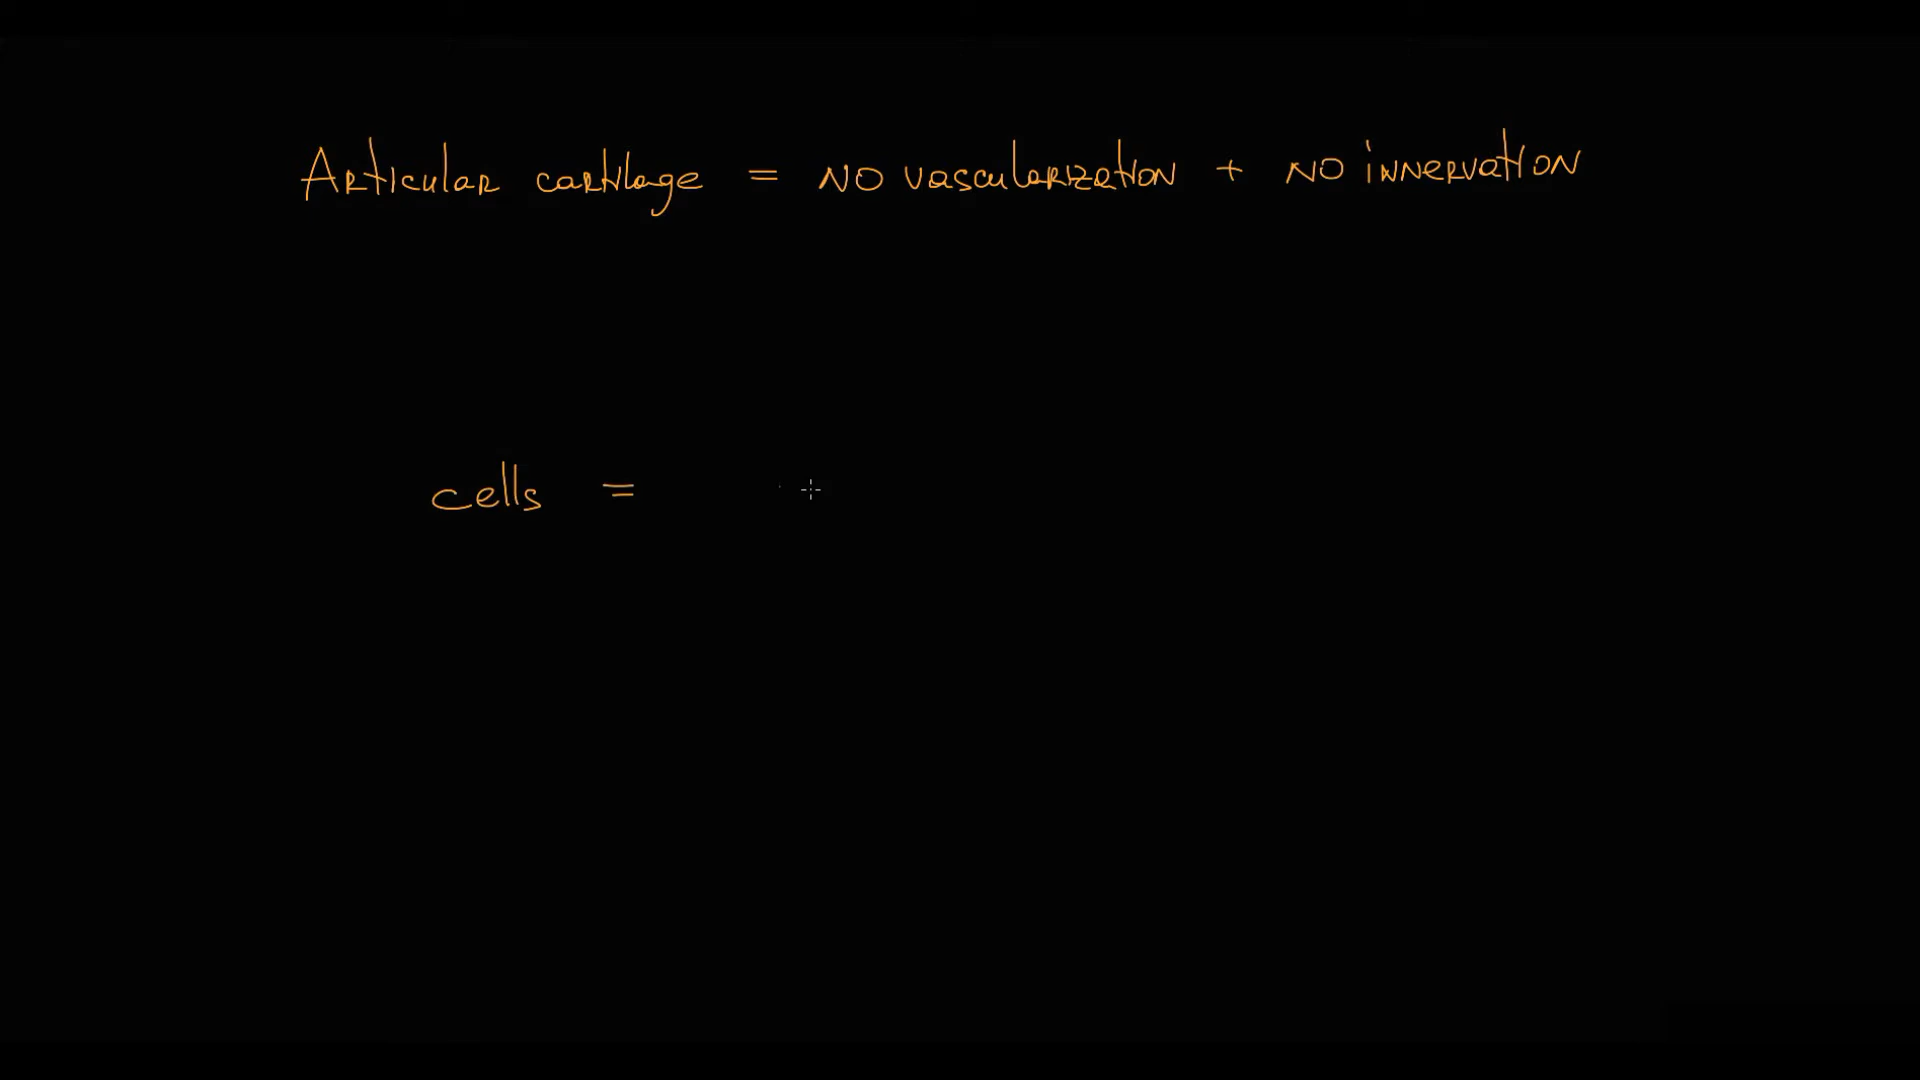 Articular cartilage = NO vascularization + NO innervation
cells =